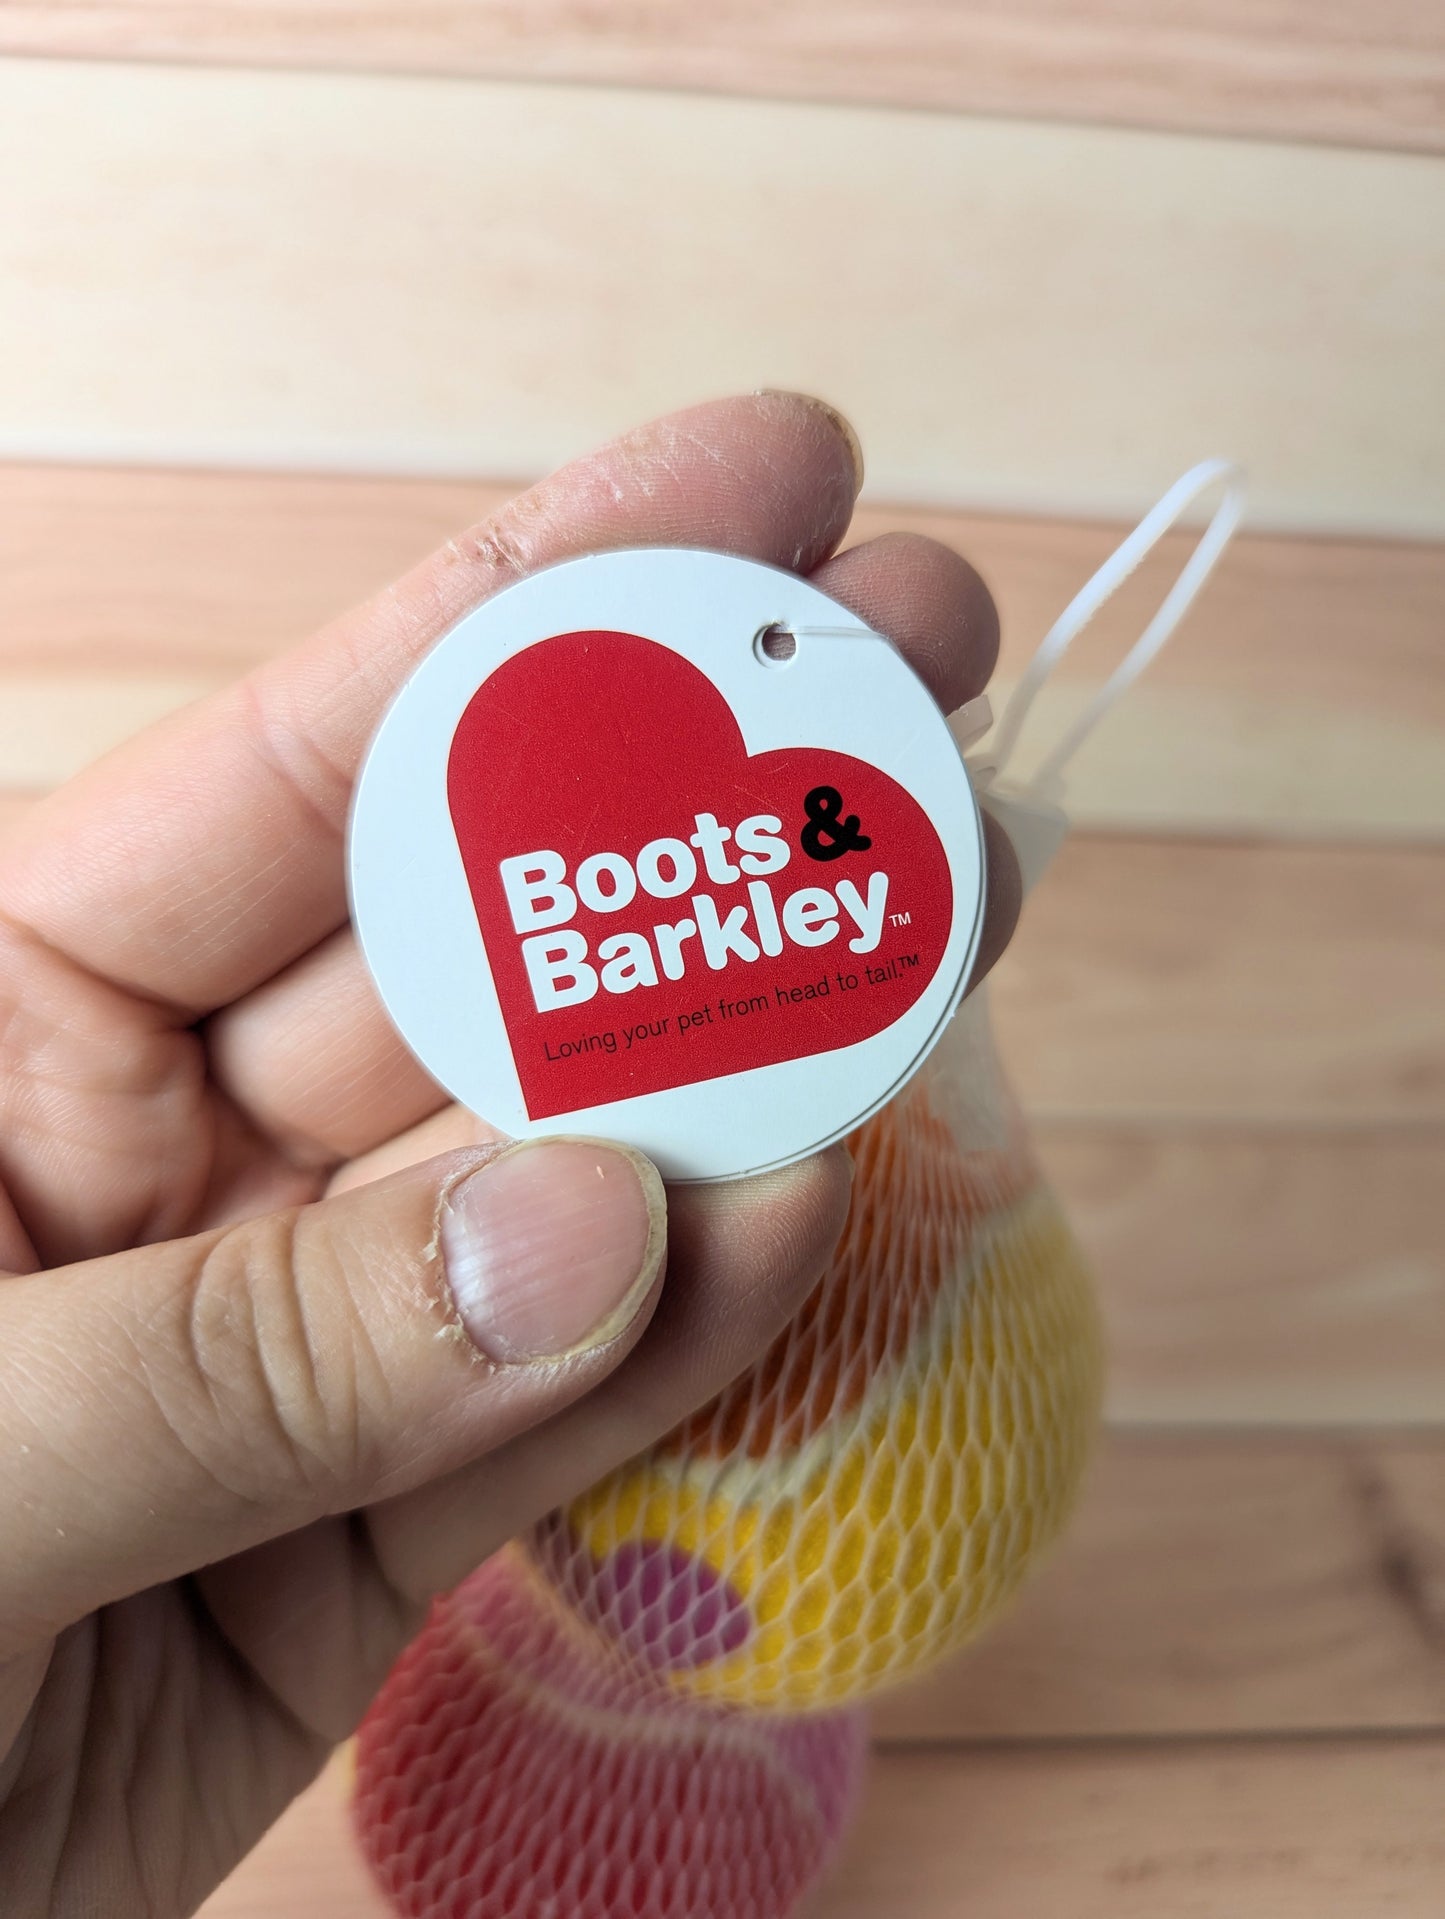 Boots &
Barkley™
Loving your pet from head to tail.™